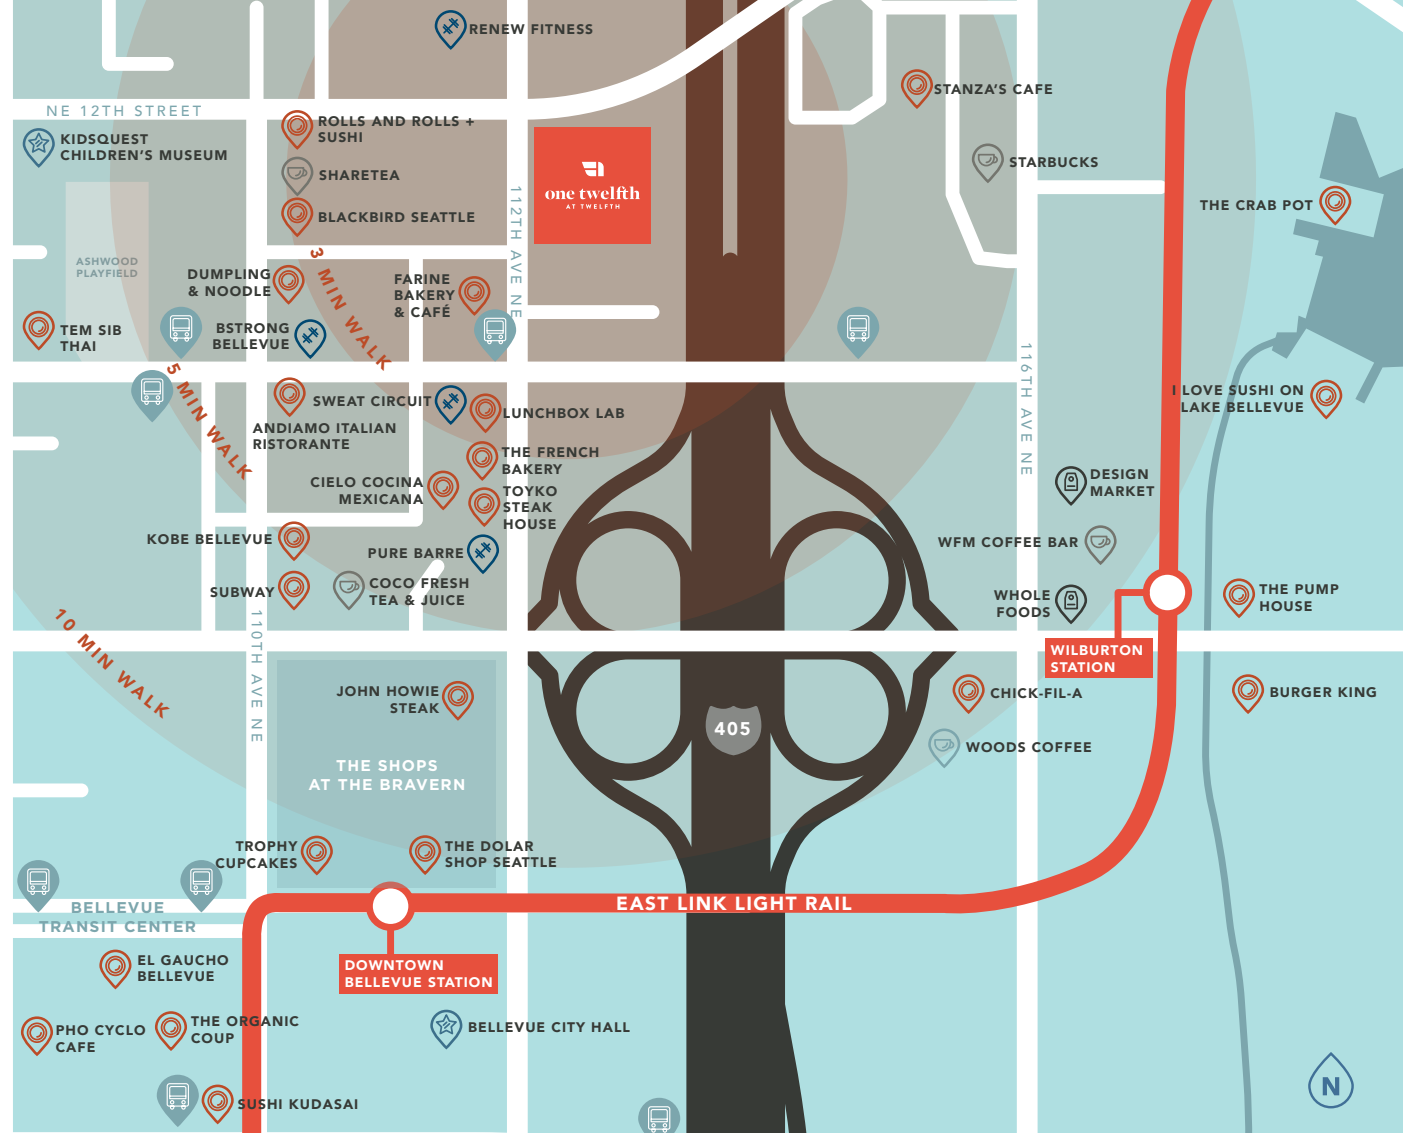 RENEW FITNESS
STANZA'S CAFE
NE 12TH STREET
ROLLS AND ROLLS +
SUSHI
KIDSQUEST
CHILDREN'S MUSEUM
SHARETEA
BLACKBIRD SEATTLE
112TH AVE NE
one twelfth
AT TWELFTH
STARBUCKS
THE CRAB POT
ASHWOOD
PLAYFIELD
DUMPLING
& NOODLE
3 MIN WALK
FARINE
BAKERY
& CAFÉ
TEM SIB
THAI
BSTRONG
BELLEVUE
5 MIN WALK
116TH AVE NE
SWEAT CIRCUIT
LUNCHBOX LAB
ANDIAMO ITALIAN
RISTORANTE
I LOVE SUSHI ON
LAKE BELLEVUE
THE FRENCH
BAKERY
CIELO COCINA
MEXICANA
TOYKO
STEAK
HOUSE
DESIGN
MARKET
KOBE BELLEVUE
PURE BARRE
WFM COFFEE BAR
SUBWAY
COCO FRESH
TEA & JUICE
WHOLE
FOODS
THE PUMP
HOUSE
10 MIN WALK
110TH AVE NE
WILBURTON
STATION
JOHN HOWIE
STEAK
CHICK-FIL-A
BURGER KING
405
WOODS COFFEE
THE SHOPS
AT THE BRAVERN
TROPHY
CUPCAKES
THE DOLAR
SHOP SEATTLE
BELLEVUE
TRANSIT CENTER
EAST LINK LIGHT RAIL
EL GAUCHO
BELLEVUE
DOWNTOWN
BELLEVUE STATION
PHO CYCLO
CAFE
THE ORGANIC
COUP
BELLEVUE CITY HALL
SUSHI KUDASAI
N